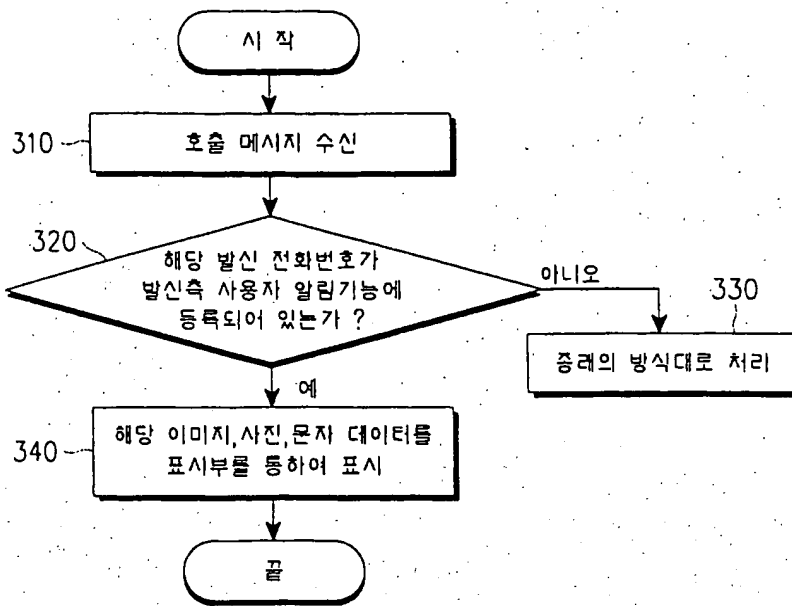 시 작
310
호출 메시지 수신
320
해당 발신 전화번호가
발신측 사용자 알림기능에
등록되어 있는가 ?
아니오
330
종래의 방식대로 처리
예
340
해당 이미지,사진,문자 데이터를
표시부를 통하여 표시
끝